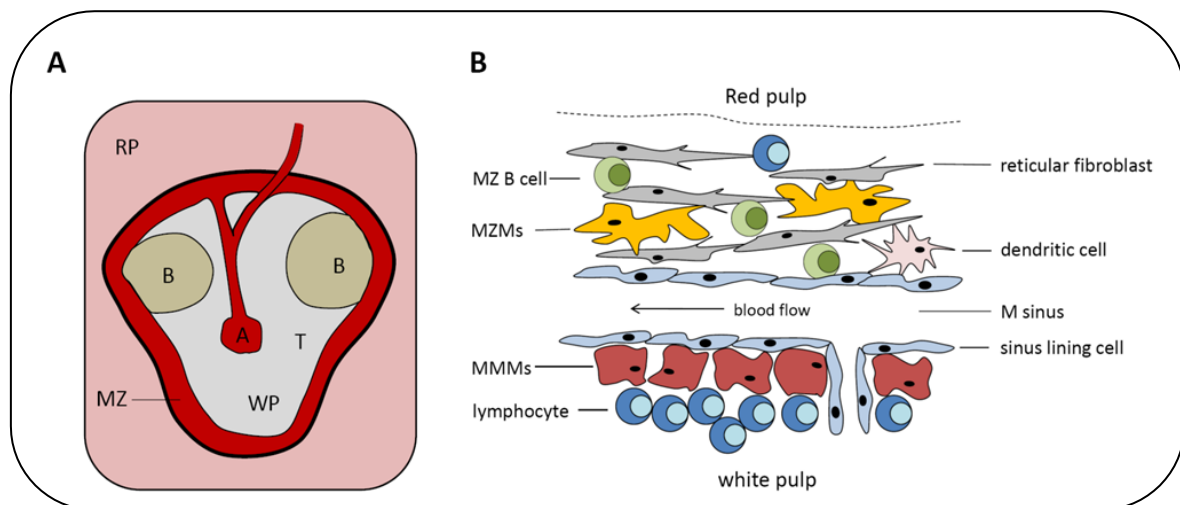 A
RP
B
B
A
T
MZ
WP
B
Red pulp
MZ B cell
reticular fibroblast
MZMs
dendritic cell
blood flow
M sinus
sinus lining cell
MMMs
lymphocyte
white pulp